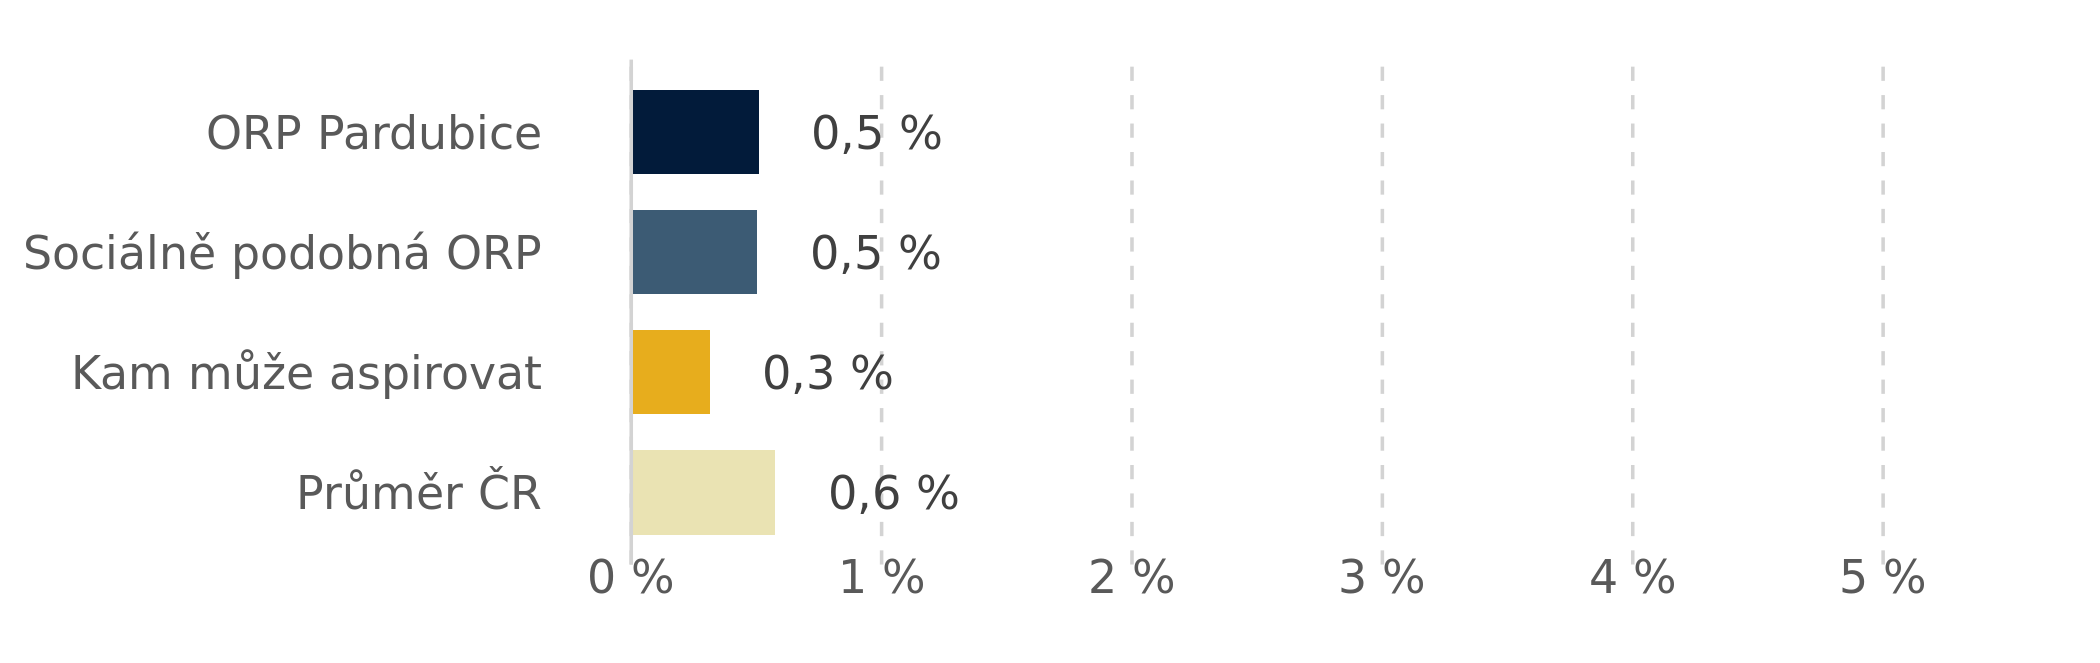 ORP Pardubice 0,5 %
Sociálně podobná ORP 0,5 %
Kam může aspirovat 0,3 %
Průměr ČR 0,6 %
0 % 1 % 2 % 3 % 4 % 5 %